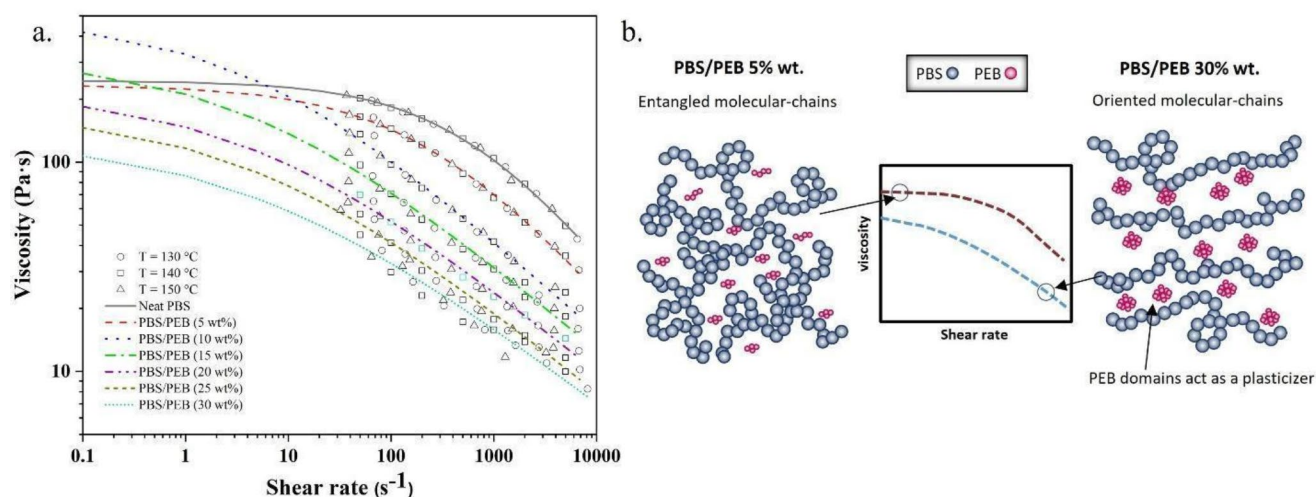 a.
Viscosity (Pa·s)
100
10
T = 130 °C
T = 140 °C
T = 150 °C
Neat PBS
PBS/PEB (5 wt%)
PBS/PEB (10 wt%)
PBS/PEB (15 wt%)
PBS/PEB (20 wt%)
PBS/PEB (25 wt%)
PBS/PEB (30 wt%)
0.1 1 10 100 1000 10000
Shear rate (s⁻¹)
b.
PBS/PEB 5% wt.
Entangled molecular-chains
PBS PEB
PBS/PEB 30% wt.
Oriented molecular-chains
viscosity
Shear rate
PEB domains act as a plasticizer